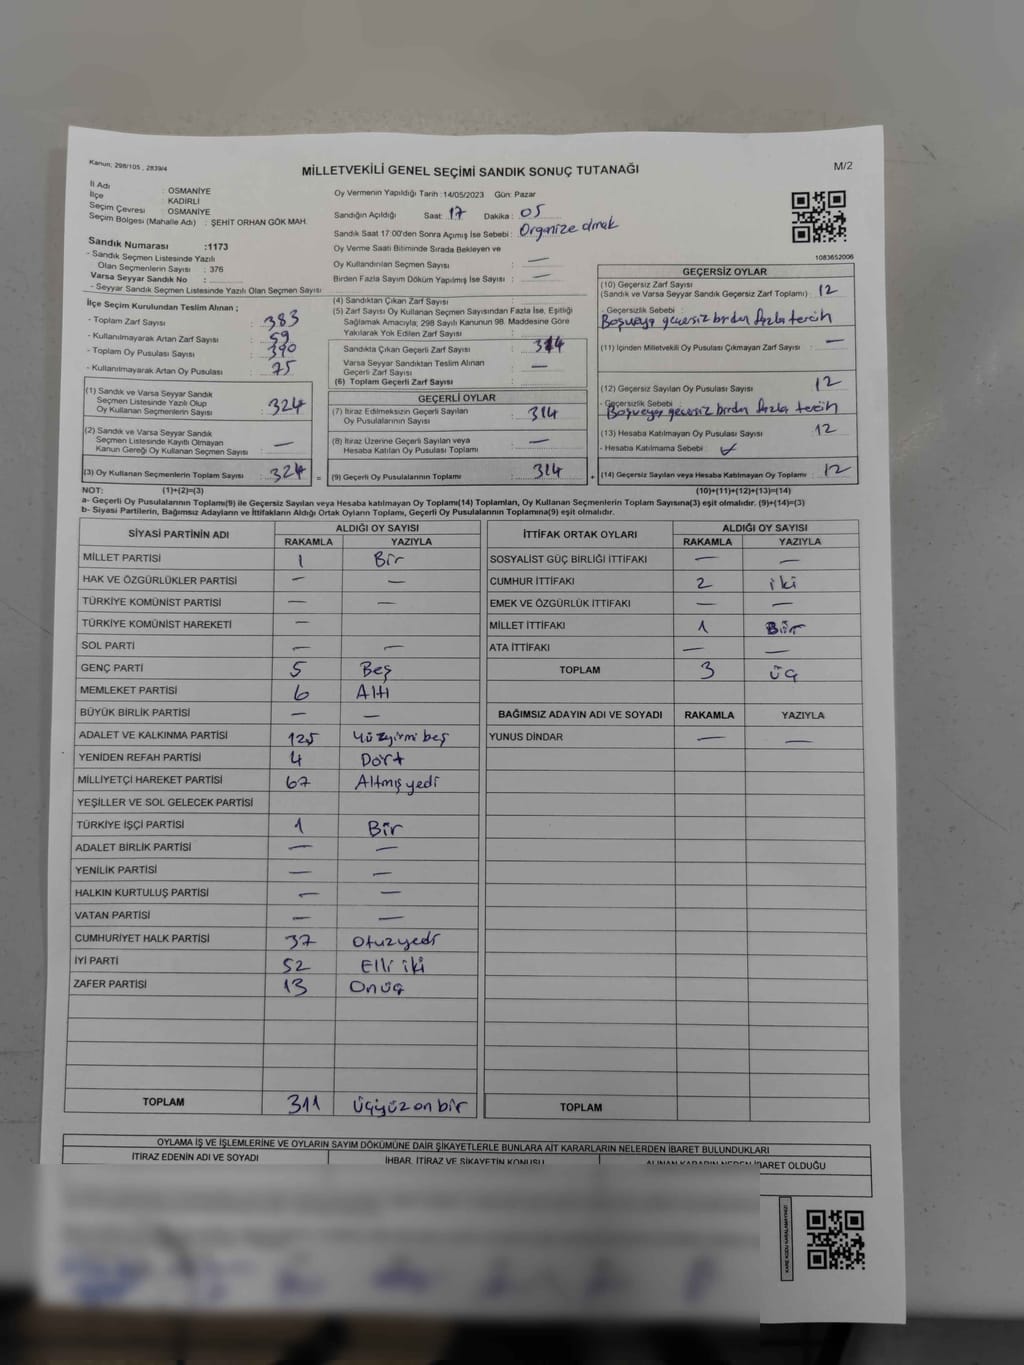 Kanun; 298/105 , 2839/4
MİLLETVEKİLİ GENEL SEÇİMİ SANDIK SONUÇ TUTANAĞI
M/2
İl Adı : OSMANİYE
İlçe : KADİRLİ
Seçim Çevresi : OSMANİYE
Seçim Bölgesi (Mahalle Adı) : ŞEHİT ORHAN GÖK MAH.
Sandık Numarası :1173
- Sandık Seçmen Listesinde Yazılı
Olan Seçmenlerin Sayısı : 376
Varsa Seyyar Sandık No :
- Seyyar Sandık Seçmen Listesinde Yazılı Olan Seçmen Sayısı
Oy Vermenin Yapıldığı Tarih :14/05/2023 Gün: Pazar
Sandığın Açıldığı Saat: 17 Dakika : 05
Sandık Saat 17:00'den Sonra Açımış İse Sebebi : Organize olmak
Oy Verme Saati Bitiminde Sırada Bekleyen ve
Oy Kullandırılan Seçmen Sayısı : —
Birden Fazla Sayım Döküm Yapılmış İse Sayısı : —
1083652006
İlçe Seçim Kurulundan Teslim Alınan ;
- Toplam Zarf Sayısı : 383
- Kullanılmayarak Artan Zarf Sayısı : 59
- Toplam Oy Pusulası Sayısı : 390
- Kullanılmayarak Artan Oy Pusulası : 75
(1) Sandık ve Varsa Seyyar Sandık
Seçmen Listesinde Yazılı Olup
Oy Kullanan Seçmenlerin Sayısı : 324
(2) Sandık ve Varsa Seyyar Sandık
Seçmen Listesinde Kayıtlı Olmayan
Kanun Gereği Oy Kullanan Seçmen Sayısı : —
(3) Oy Kullanan Seçmenlerin Toplam Sayısı : 324 =
(4) Sandıktan Çıkan Zarf Sayısı :
(5) Zarf Sayısı Oy Kullanan Seçmen Sayısından Fazla İse, Eşitliği
Sağlamak Amacıyla; 298 Sayılı Kanunun 98. Maddesine Göre
Yakılarak Yok Edilen Zarf Sayısı :
Sandıkta Çıkan Geçerli Zarf Sayısı : 314
Varsa Seyyar Sandıktan Teslim Alınan
Geçerli Zarf Sayısı : —
(6) Toplam Geçerli Zarf Sayısı :
GEÇERLİ OYLAR
(7) İtiraz Edilmeksizin Geçerli Sayılan
Oy Pusulasının Sayısı : 314
(8) İtiraz Üzerine Geçerli Sayılan veya
Hesaba Katılan Oy Pusulası Toplamı : —
(9) Geçerli Oy Pusulalarının Toplamı : 314 +
GEÇERSİZ OYLAR
(10) Geçersiz Zarf Sayısı
(Sandık ve Varsa Seyyar Sandık Geçersiz Zarf Toplamı) : 12
- Geçersizlik Sebebi :
Boşveya geçersiz birden fazla tercih
(11) İçinden Milletvekili Oy Pusulası Çıkmayan Zarf Sayısı : —
(12) Geçersiz Sayılan Oy Pusulası Sayısı : 12
- Geçersizlik Sebebi :
Boşveya geçersiz birden fazla tercih
(13) Hesaba Katılmayan Oy Pusulası Sayısı : 12
- Hesaba Katılmama Sebebi :
(14) Geçersiz Sayılan veya Hesaba Katılmayan Oy Toplamı : 12
NOT: (1)+(2)=(3)
(10)+(11)+(12)+(13)=(14)
a- Geçerli Oy Pusulalarının Toplamı(9) ile Geçersiz Sayılan veya Hesaba katılmayan Oy Toplamı(14) Toplamları, Oy Kullanan Seçmenlerin Toplam Sayısına(3) eşit olmalıdır. (9)+(14)=(3)
b- Siyasi Partilerin, Bağımsız Adayların ve İttifakların Aldığı Ortak Oyların Toplamı, Geçerli Oy Pusulalarının Toplamına(9) eşit olmalıdır.
SİYASİ PARTİNİN ADI ALDIĞI OY SAYISI
RAKAMLA YAZIYLA
MİLLET PARTİSİ 1 Bir
HAK VE ÖZGÜRLÜKLER PARTİSİ — —
TÜRKİYE KOMÜNİST PARTİSİ — —
TÜRKİYE KOMÜNİST HAREKETİ —
SOL PARTİ — —
GENÇ PARTİ 5 Beş
MEMLEKET PARTİSİ 6 Altı
BÜYÜK BİRLİK PARTİSİ — —
ADALET VE KALKINMA PARTİSİ 125 Yüzyirmi beş
YENİDEN REFAH PARTİSİ 4 Dört
MİLLİYETÇİ HAREKET PARTİSİ 67 Altmış yedi
YEŞİLLER VE SOL GELECEK PARTİSİ
TÜRKİYE İŞÇİ PARTİSİ 1 Bir
ADALET BİRLİK PARTİSİ — —
YENİLİK PARTİSİ — —
HALKIN KURTULUŞ PARTİSİ — —
VATAN PARTİSİ — —
CUMHURİYET HALK PARTİSİ 37 Otuzyedi
İYİ PARTİ 52 Elli iki
ZAFER PARTİSİ 13 Onüç
TOPLAM 311 Üçyüz on bir
İTTİFAK ORTAK OYLARI ALDIĞI OY SAYISI
RAKAMLA YAZIYLA
SOSYALİST GÜÇ BİRLİĞİ İTTİFAKI — —
CUMHUR İTTİFAKI 2 iki
EMEK VE ÖZGÜRLÜK İTTİFAKI — —
MİLLET İTTİFAKI 1 Bir
ATA İTTİFAKI — —
TOPLAM 3 üç
BAĞIMSIZ ADAYIN ADI VE SOYADI RAKAMLA YAZIYLA
YUNUS DİNDAR — —
TOPLAM
OYLAMA İŞ VE İŞLEMLERİNE VE OYLARIN SAYIM DÖKÜMÜNE DAİR ŞİKAYETLERLE BUNLARA AİT KARARLARIN NELERDEN İBARET BULUNDUKLARI
İTİRAZ EDENİN ADI VE SOYADI İHBAR, İTİRAZ VE ŞİKAYETİN KONUSU ALINAN KARARIN NEDEN İBARET OLDUĞU